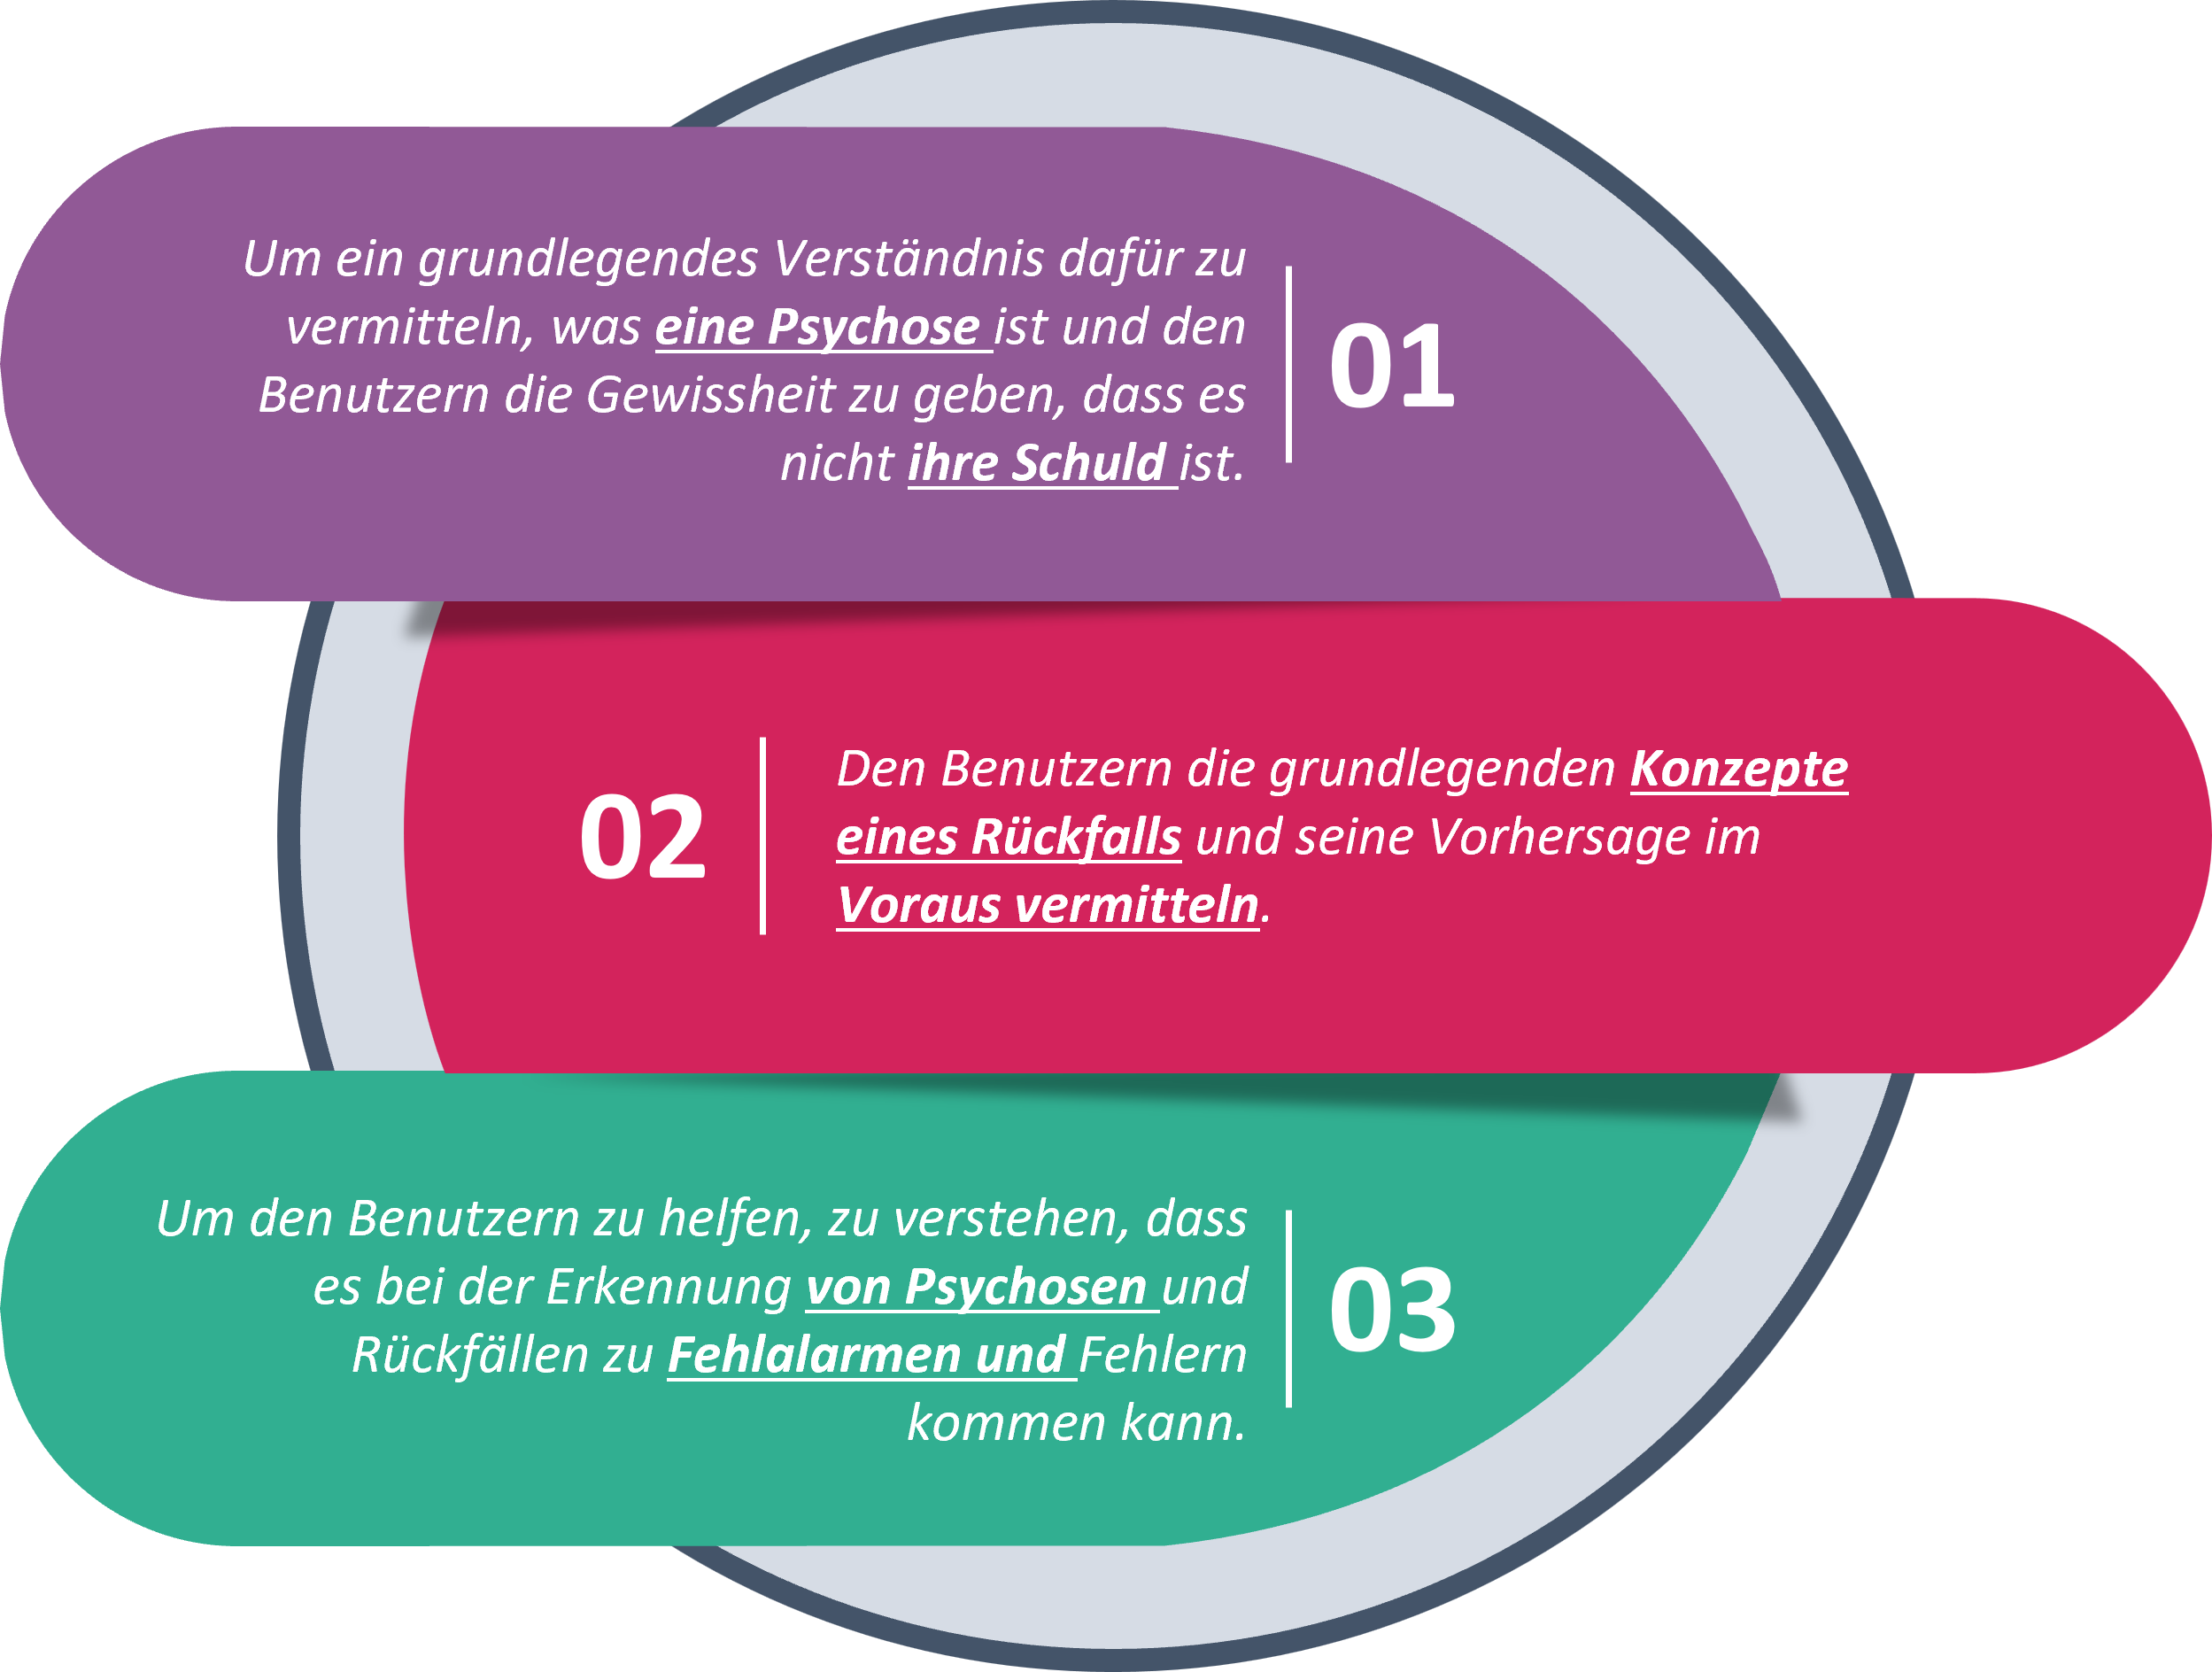 Um ein grundlegendes Verständnis dafür zu
vermitteln, was eine Psychose ist und den
Benutzern die Gewissheit zu geben, dass es
nicht ihre Schuld ist.
01
02
Den Benutzern die grundlegenden Konzepte
eines Rückfalls und seine Vorhersage im
Voraus vermitteln.
Um den Benutzern zu helfen, zu verstehen, dass
es bei der Erkennung von Psychosen und
Rückfällen zu Fehlalarmen und Fehlern
kommen kann.
03